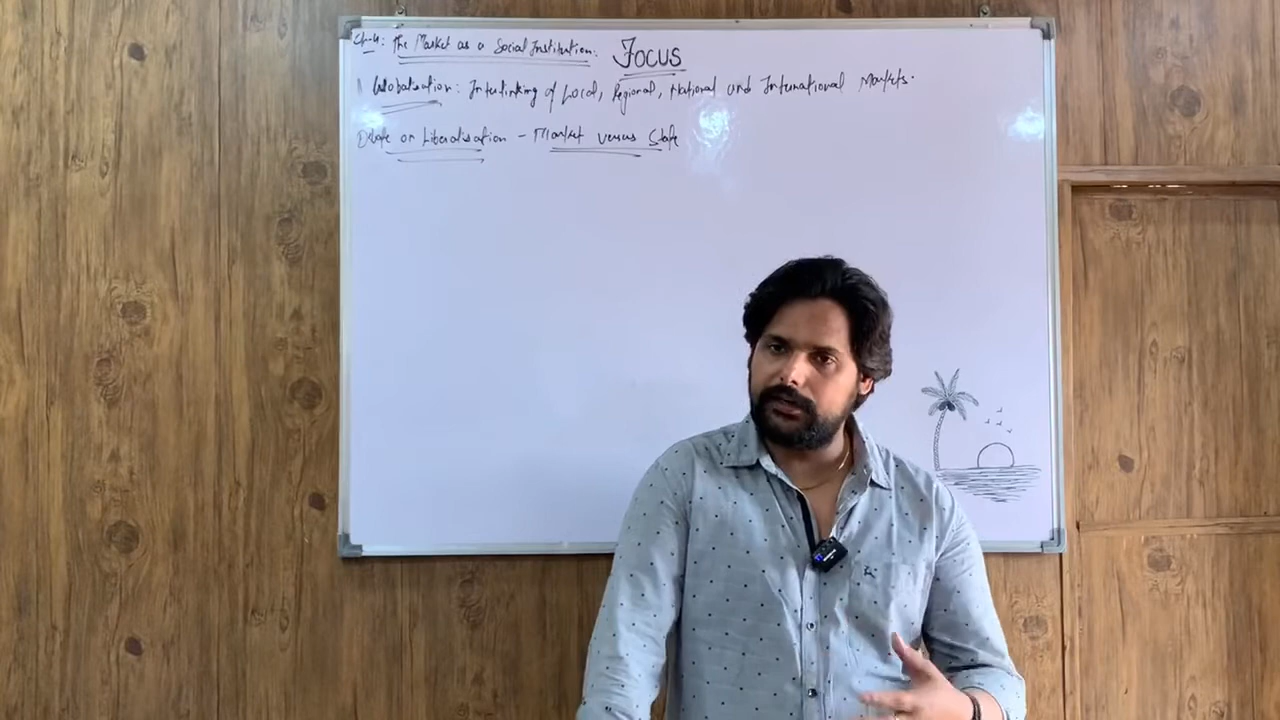 Ch-4: The Market as a Social Institution: FOCUS
1 Globalisation: Interlinking of Local, Regional, National and International Markets.
Debate on Liberalisation - Market versus State